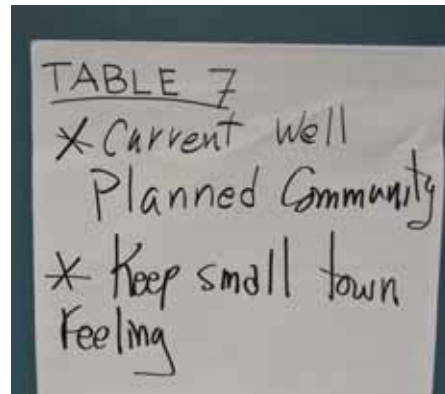 TABLE 7
* Current Well
Planned Community
* Keep small town
Feeling